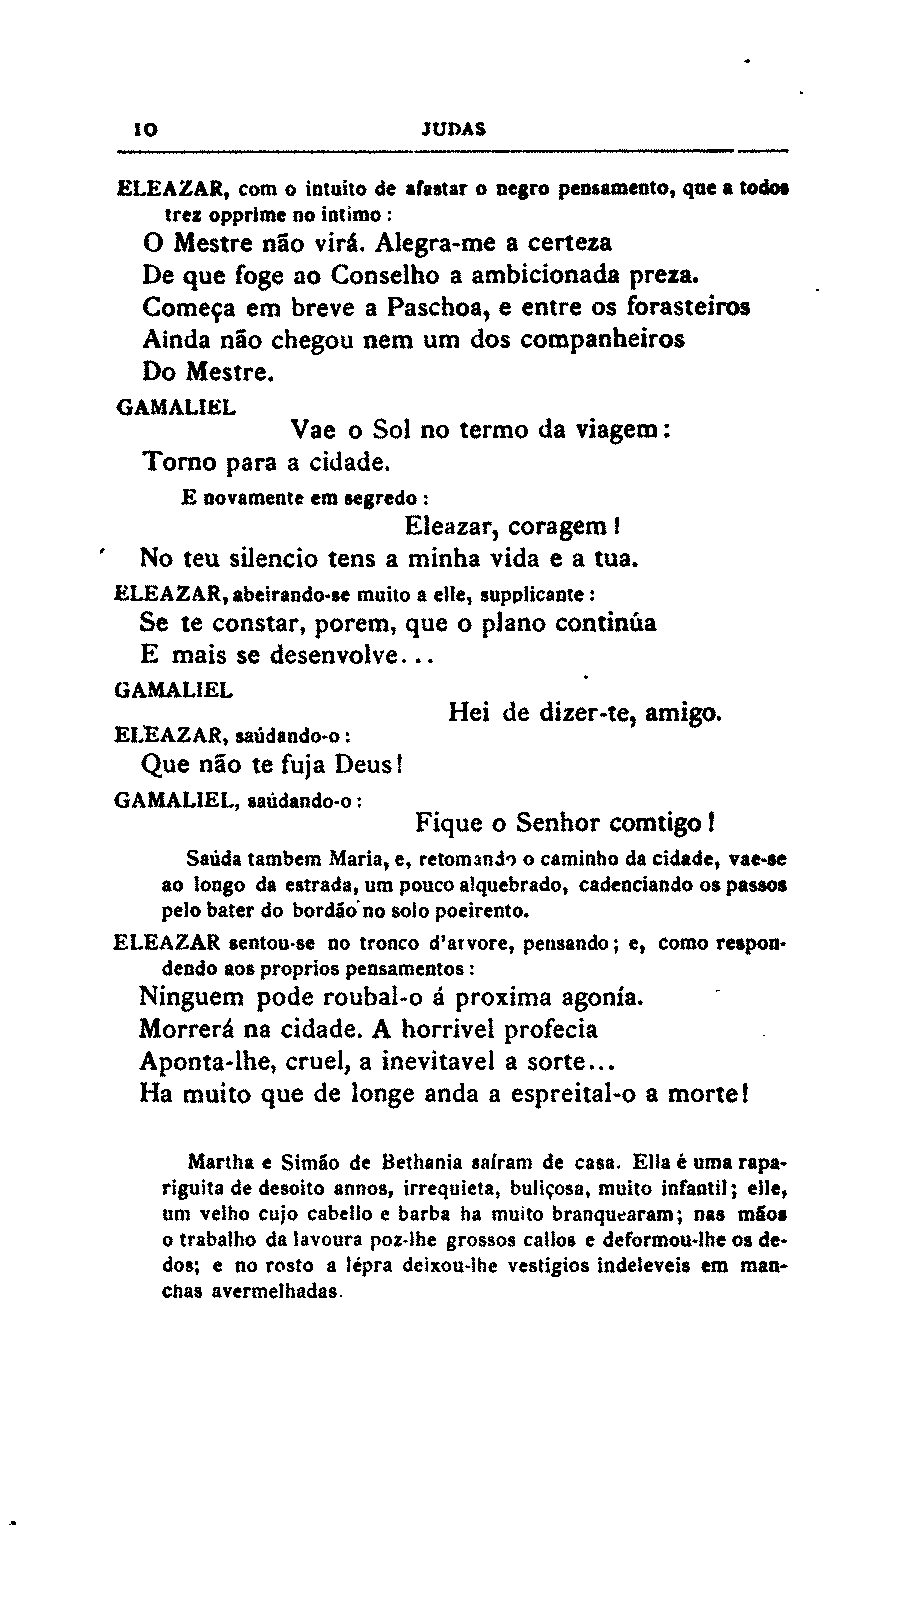 10 JUDAS
ELEAZAR, com o intuito de afastar o negro pensamento, que a todos
trez opprime no intimo :
O Mestre não virá. Alegra-me a certeza
De que foge ao Conselho a ambicionada preza.
Começa em breve a Paschoa, e entre os forasteiros
Ainda não chegou nem um dos companheiros
Do Mestre.
GAMALIEL
Vae o Sol no termo da viagem :
Torno para a cidade.
E novamente em segredo :
Eleazar, coragem !
No teu silencio tens a minha vida e a tua.
ELEAZAR, abeirando-se muito a elle, supplicante :
Se te constar, porem, que o plano continúa
E mais se desenvolve...
GAMALIEL
Hei de dizer-te, amigo.
ELEAZAR, saúdando-o :
Que não te fuja Deus !
GAMALIEL, saúdando-o :
Fique o Senhor comtigo !
Saúda tambem Maria, e, retomando o caminho da cidade, vae-se
ao longo da estrada, um pouco alquebrado, cadenciando os passos
pelo bater do bordão no solo poeirento.
ELEAZAR sentou-se no tronco d'arvore, pensando ; e, como respon-
dendo aos proprios pensamentos :
Ninguem pode roubal-o á proxima agonía.
Morrerá na cidade. A horrivel profecia
Aponta-lhe, cruel, a inevitavel a sorte...
Ha muito que de longe anda a espreital-o a morte !
Martha e Simão de Bethania saíram de casa. Ella é uma rapa-
riguita de desoito annos, irrequieta, buliçosa, muito infantil ; elle,
um velho cujo cabello e barba ha muito branquearam ; nas mãos
o trabalho da lavoura poz-lhe grossos callos e deformou-lhe os de-
dos ; e no rosto a lépra deixou-lhe vestigios indeleveis em man-
chas avermelhadas.